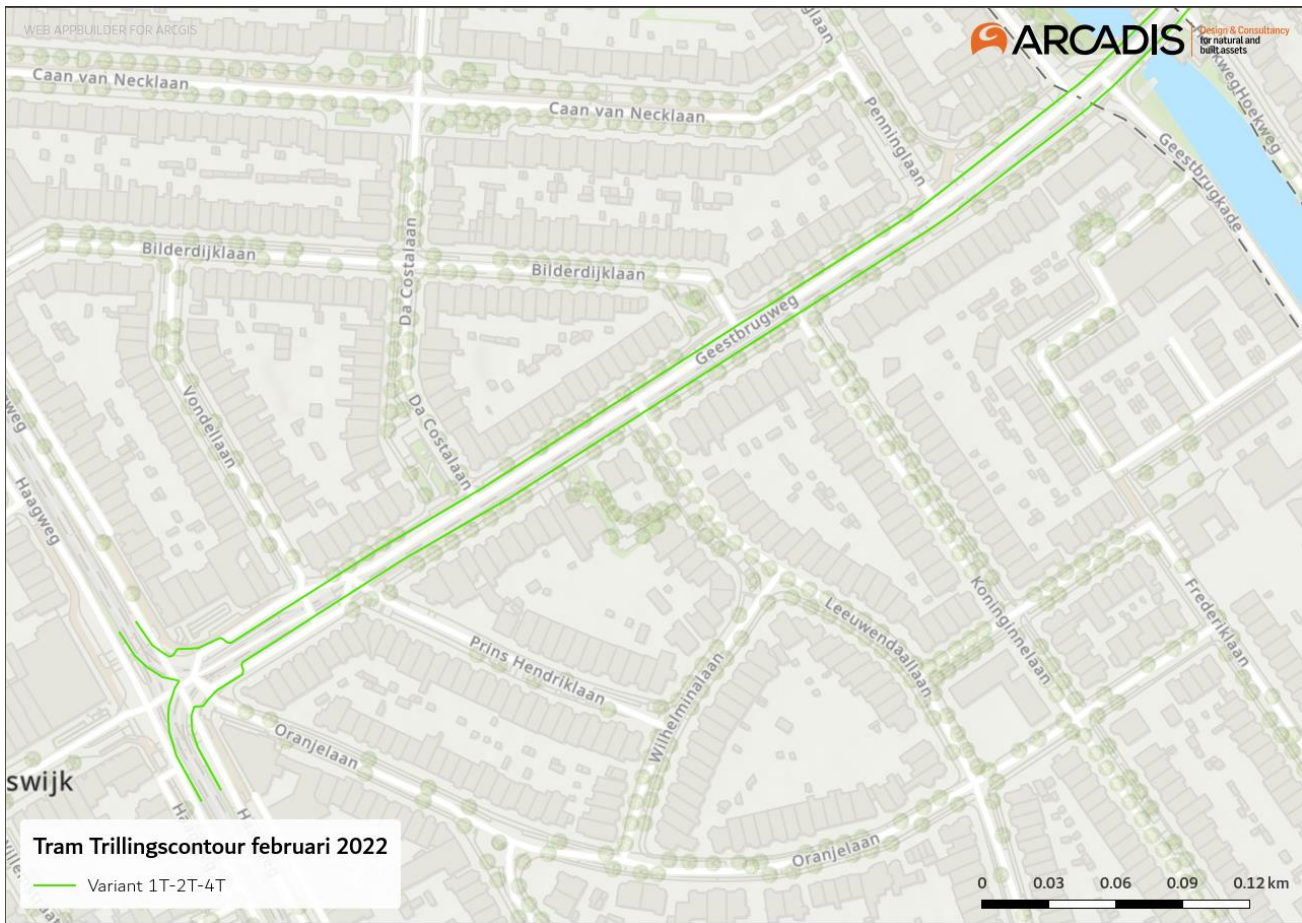 WEB APPBUILDER FOR ARCGIS
ARCADIS
Design & Consultancy
for natural and
built assets
Caan van Necklaan
Caan van Necklaan
Penninglaan
Hoekweg
Geestbrugkade
Bilderdijklaan
Bilderdijklaan
Da Costalaan
Geestbrugweg
Vondellaan
Da Costalaan
Haagweg
Prins Hendriklaan
Wilhelminalaan
Leeuwendaallaan
Koninginnelaan
Frederiklaan
Oranjelaan
Oranjelaan
swijk
Tram Trillingscontour februari 2022
Variant 1T-2T-4T
0 0.03 0.06 0.09 0.12 km